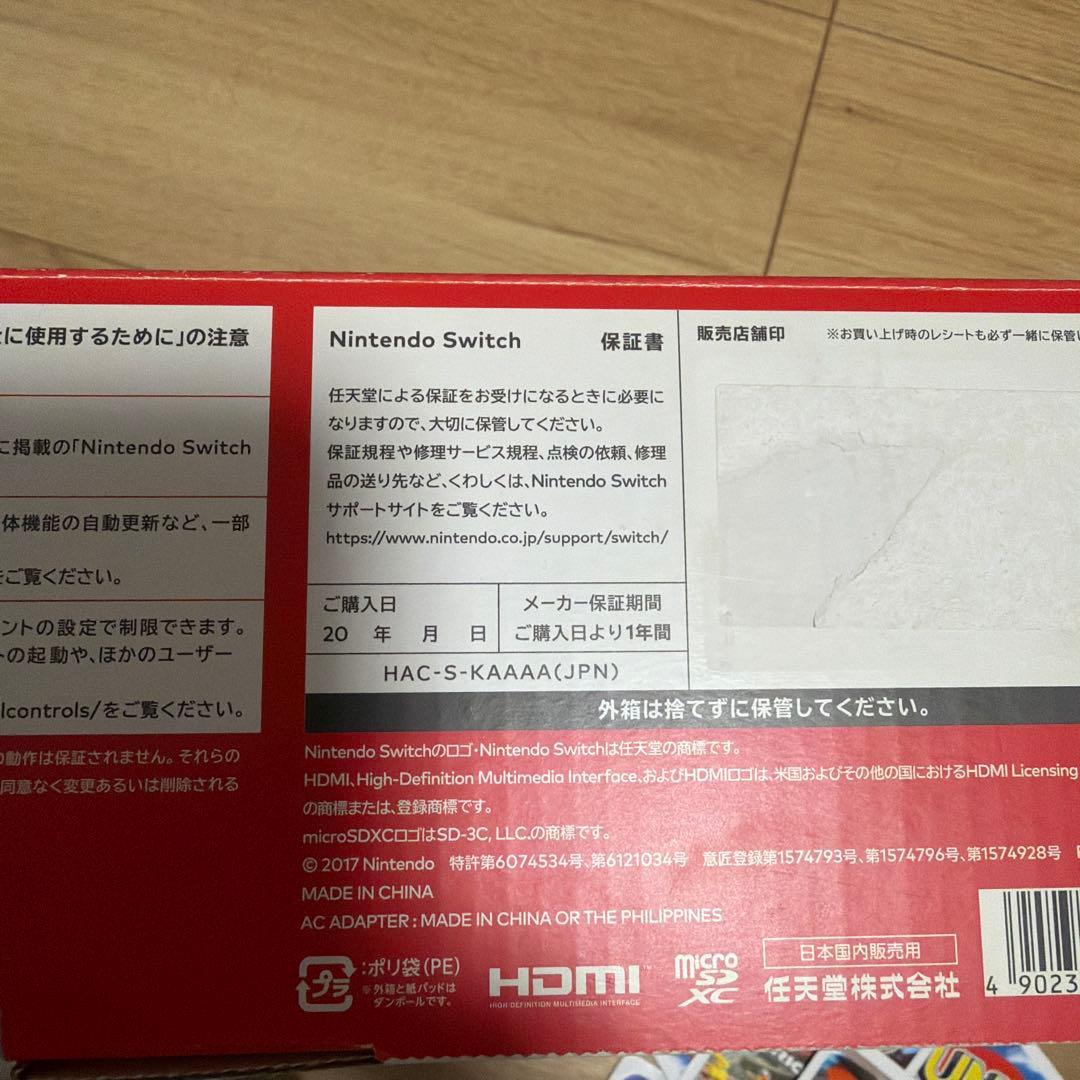 に使用するために」の注意
に掲載の「Nintendo Switch
体機能の自動更新など、一部
をご覧ください。
ントの設定で制限できます。
トの起動や、ほかのユーザー
lcontrols/をご覧ください。
の動作は保証されません。それらの
同意なく変更あるいは削除される
Nintendo Switch 保証書
任天堂による保証をお受けになるときに必要に
なりますので、大切に保管してください。
保証規程や修理サービス規程、点検の依頼、修理
品の送り先など、くわしくは、Nintendo Switch
サポートサイトをご覧ください。
https://www.nintendo.co.jp/support/switch/
ご購入日
20 年 月 日
メーカー保証期間
ご購入日より1年間
HAC-S-KAAAA(JPN)
販売店舗印 ※お買い上げ時のレシートも必ず一緒に保管し
外箱は捨てずに保管してください。
Nintendo Switchのロゴ・Nintendo Switchは任天堂の商標です。
HDMI、High-Definition Multimedia Interface、およびHDMIロゴは、米国およびその他の国におけるHDMI Licensing
の商標または、登録商標です。
microSDXCロゴはSD-3C, LLC.の商標です。
© 2017 Nintendo 特許第6074534号、第6121034号 意匠登録第1574793号、第1574796号、第1574928号
MADE IN CHINA
AC ADAPTER : MADE IN CHINA OR THE PHILIPPINES
プラ
:ポリ袋(PE)
※外箱と紙パッドは
ダンボールです。
HDMI™
HIGH-DEFINITION MULTIMEDIA INTERFACE
micro
SD
XC
日本国内販売用
任天堂株式会社
4 9023
UN